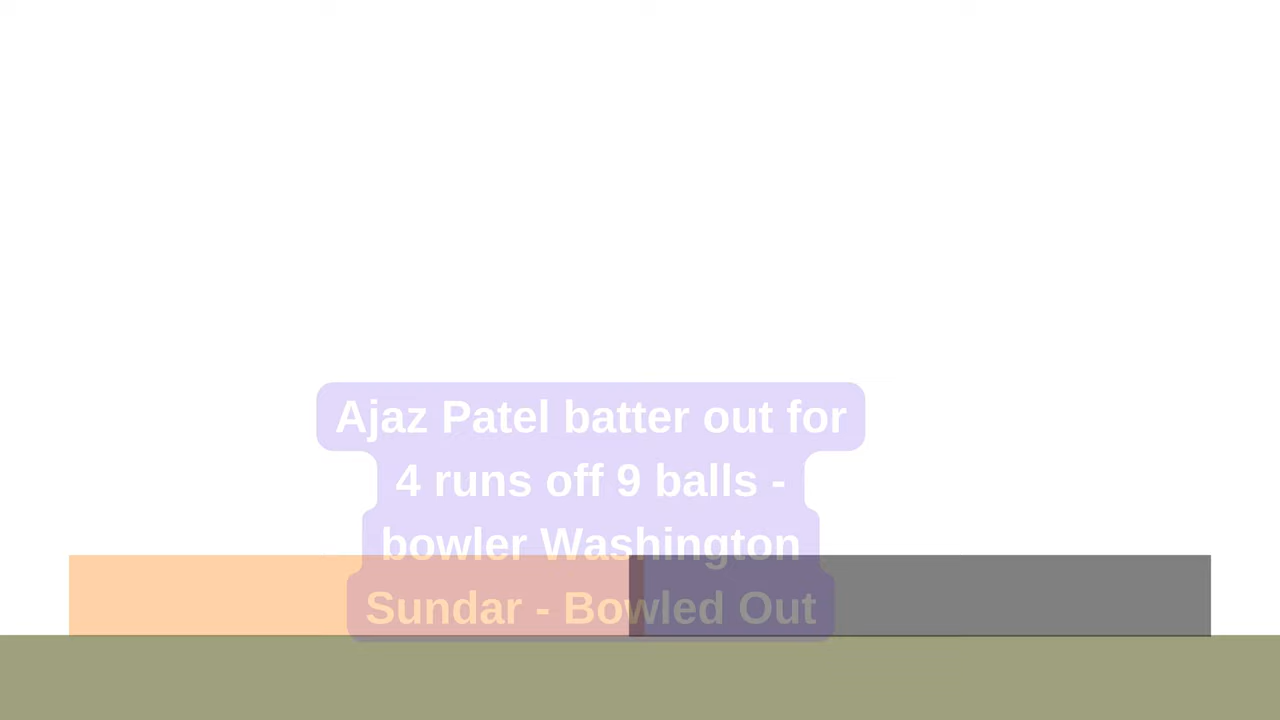 Ajaz Patel batter out for
4 runs off 9 balls -
bowler Washington
Sundar - Bowled Out